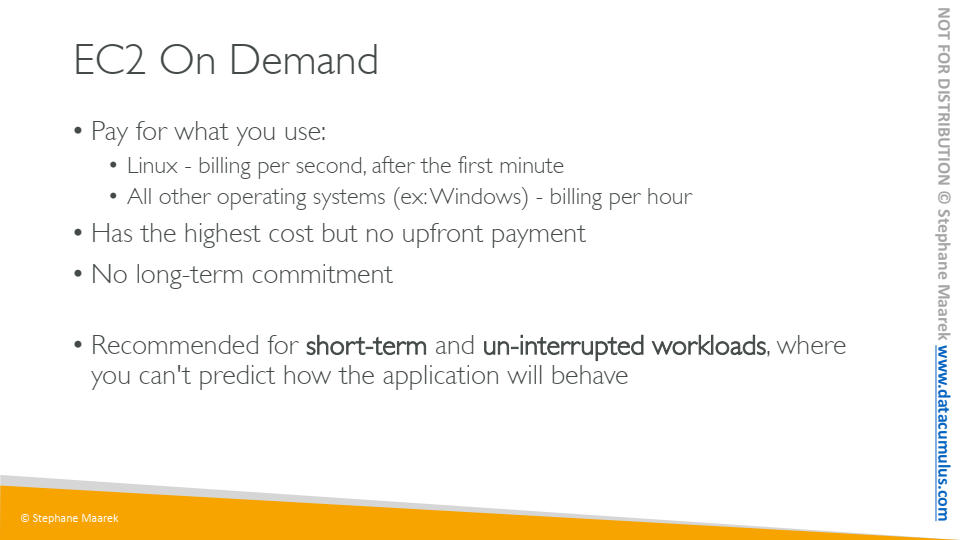 EC2 On Demand
• Pay for what you use:
• Linux - billing per second, after the first minute
• All other operating systems (ex: Windows) - billing per hour
• Has the highest cost but no upfront payment
• No long-term commitment
• Recommended for short-term and un-interrupted workloads, where
you can't predict how the application will behave
© Stephane Maarek
NOT FOR DISTRIBUTION © Stephane Maarek www.datacumulus.com